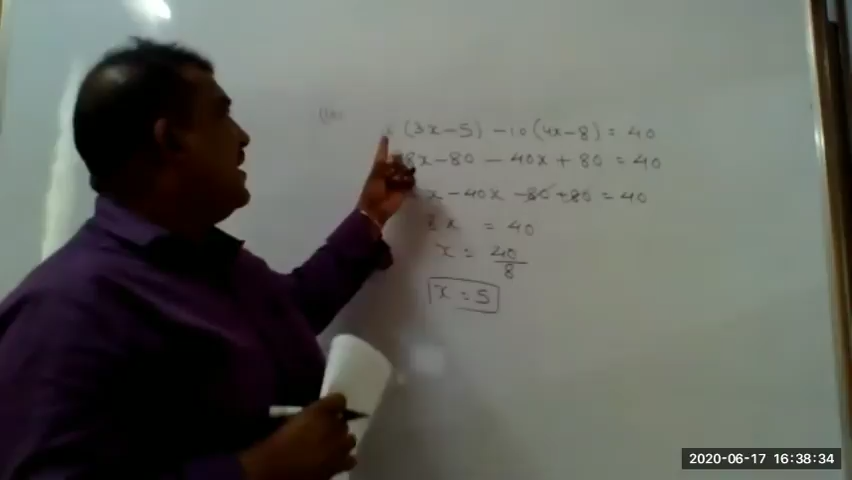 (3x-5) -10(4x-8) = 40
8x-80 - 40x + 80 = 40
x - 40x -80 +80 = 40
8x = 40
x = 40/8
x = 5
2020-06-17 16:38:34